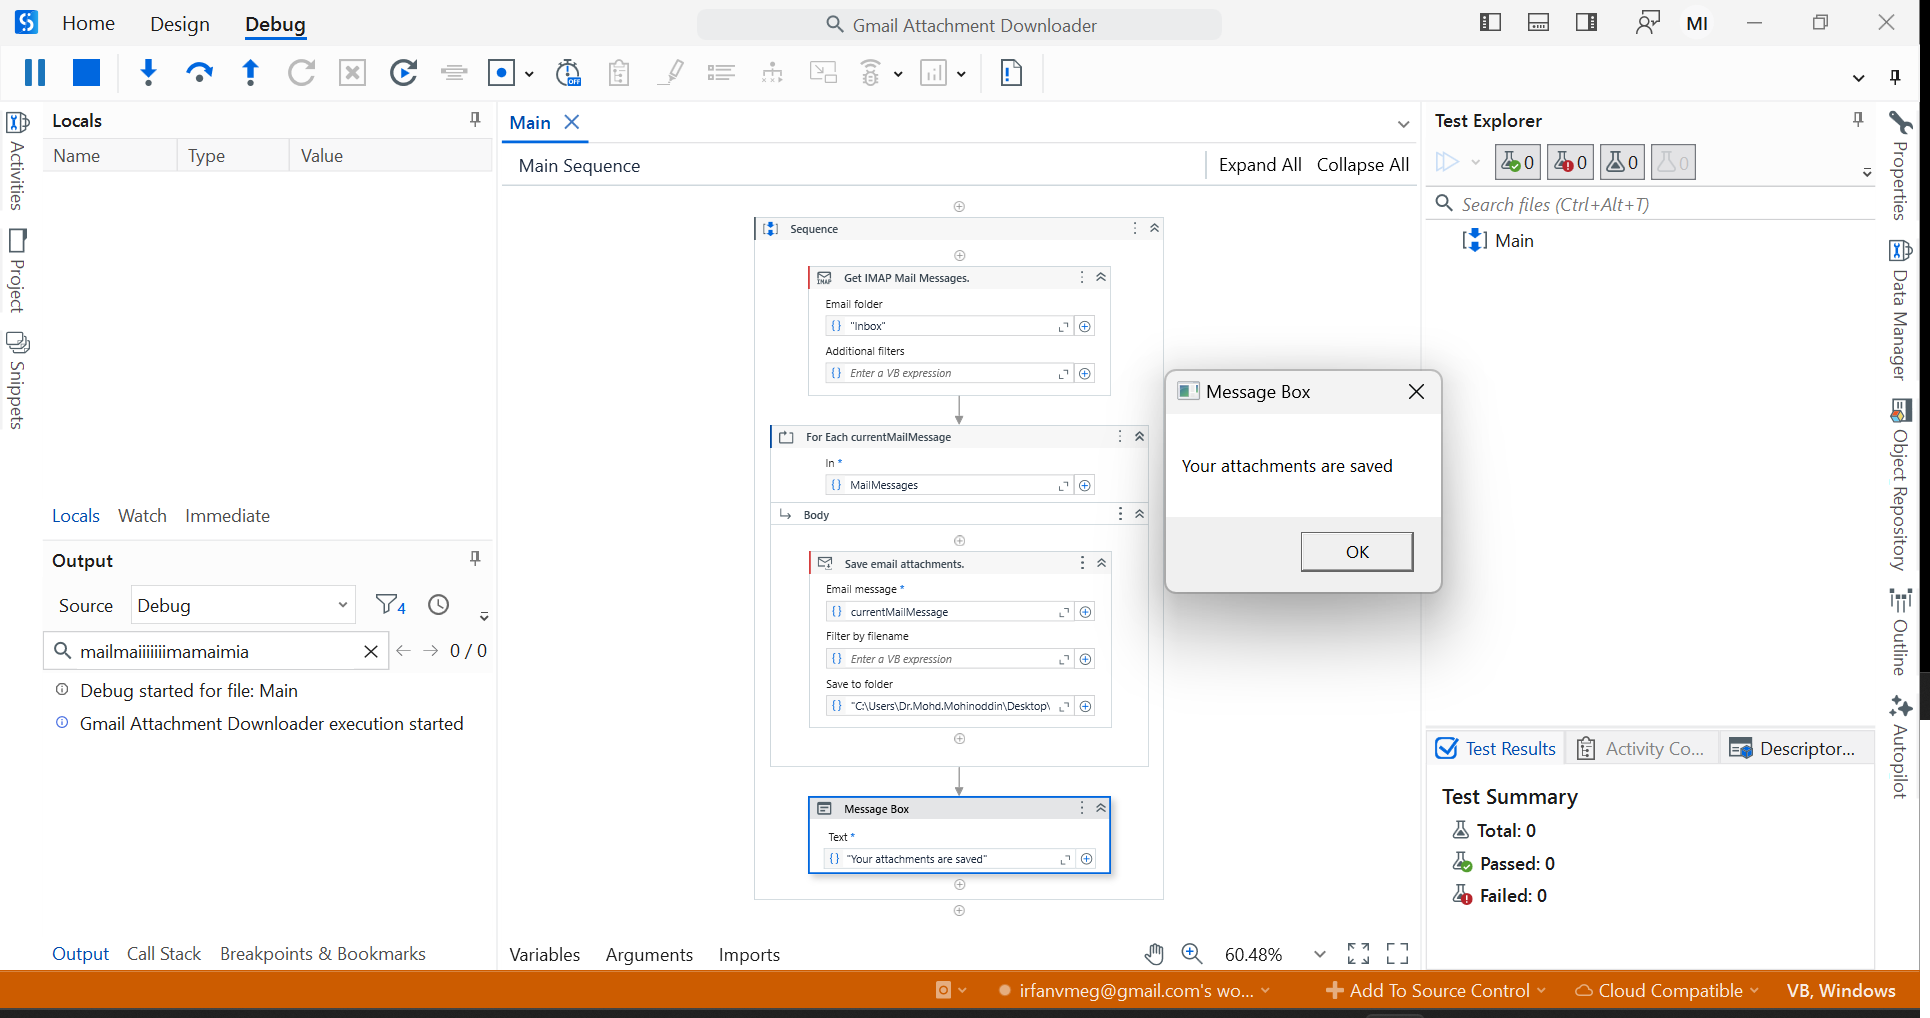 Home Design Debug
Gmail Attachment Downloader
MI
OFF
Activities
Project
Snippets
Locals
Name Type Value
Locals Watch Immediate
Output
Source Debug 4
mailmaiiiiiiimamaimia 0 / 0
Debug started for file: Main
Gmail Attachment Downloader execution started
Output Call Stack Breakpoints & Bookmarks
Main
Main Sequence Expand All Collapse All
Sequence
IMAP Get IMAP Mail Messages.
Email folder
{} "Inbox"
Additional filters
{} Enter a VB expression
For Each currentMailMessage
In *
{} MailMessages
Body
Save email attachments.
Email message *
{} currentMailMessage
Filter by filename
{} Enter a VB expression
Save to folder
{} "C:\Users\Dr.Mohd.Mohinoddin\Desktop\
Message Box
Text *
{} "Your attachments are saved"
Variables Arguments Imports 60.48%
Message Box
Your attachments are saved
OK
Test Explorer
0 0 0 0
Search files (Ctrl+Alt+T)
Main
Test Results Activity Co... Descriptor...
Test Summary
Total: 0
Passed: 0
Failed: 0
Properties
Data Manager
Object Repository
Outline
Autopilot
irfanvmeg@gmail.com's wo... Add To Source Control Cloud Compatible VB, Windows